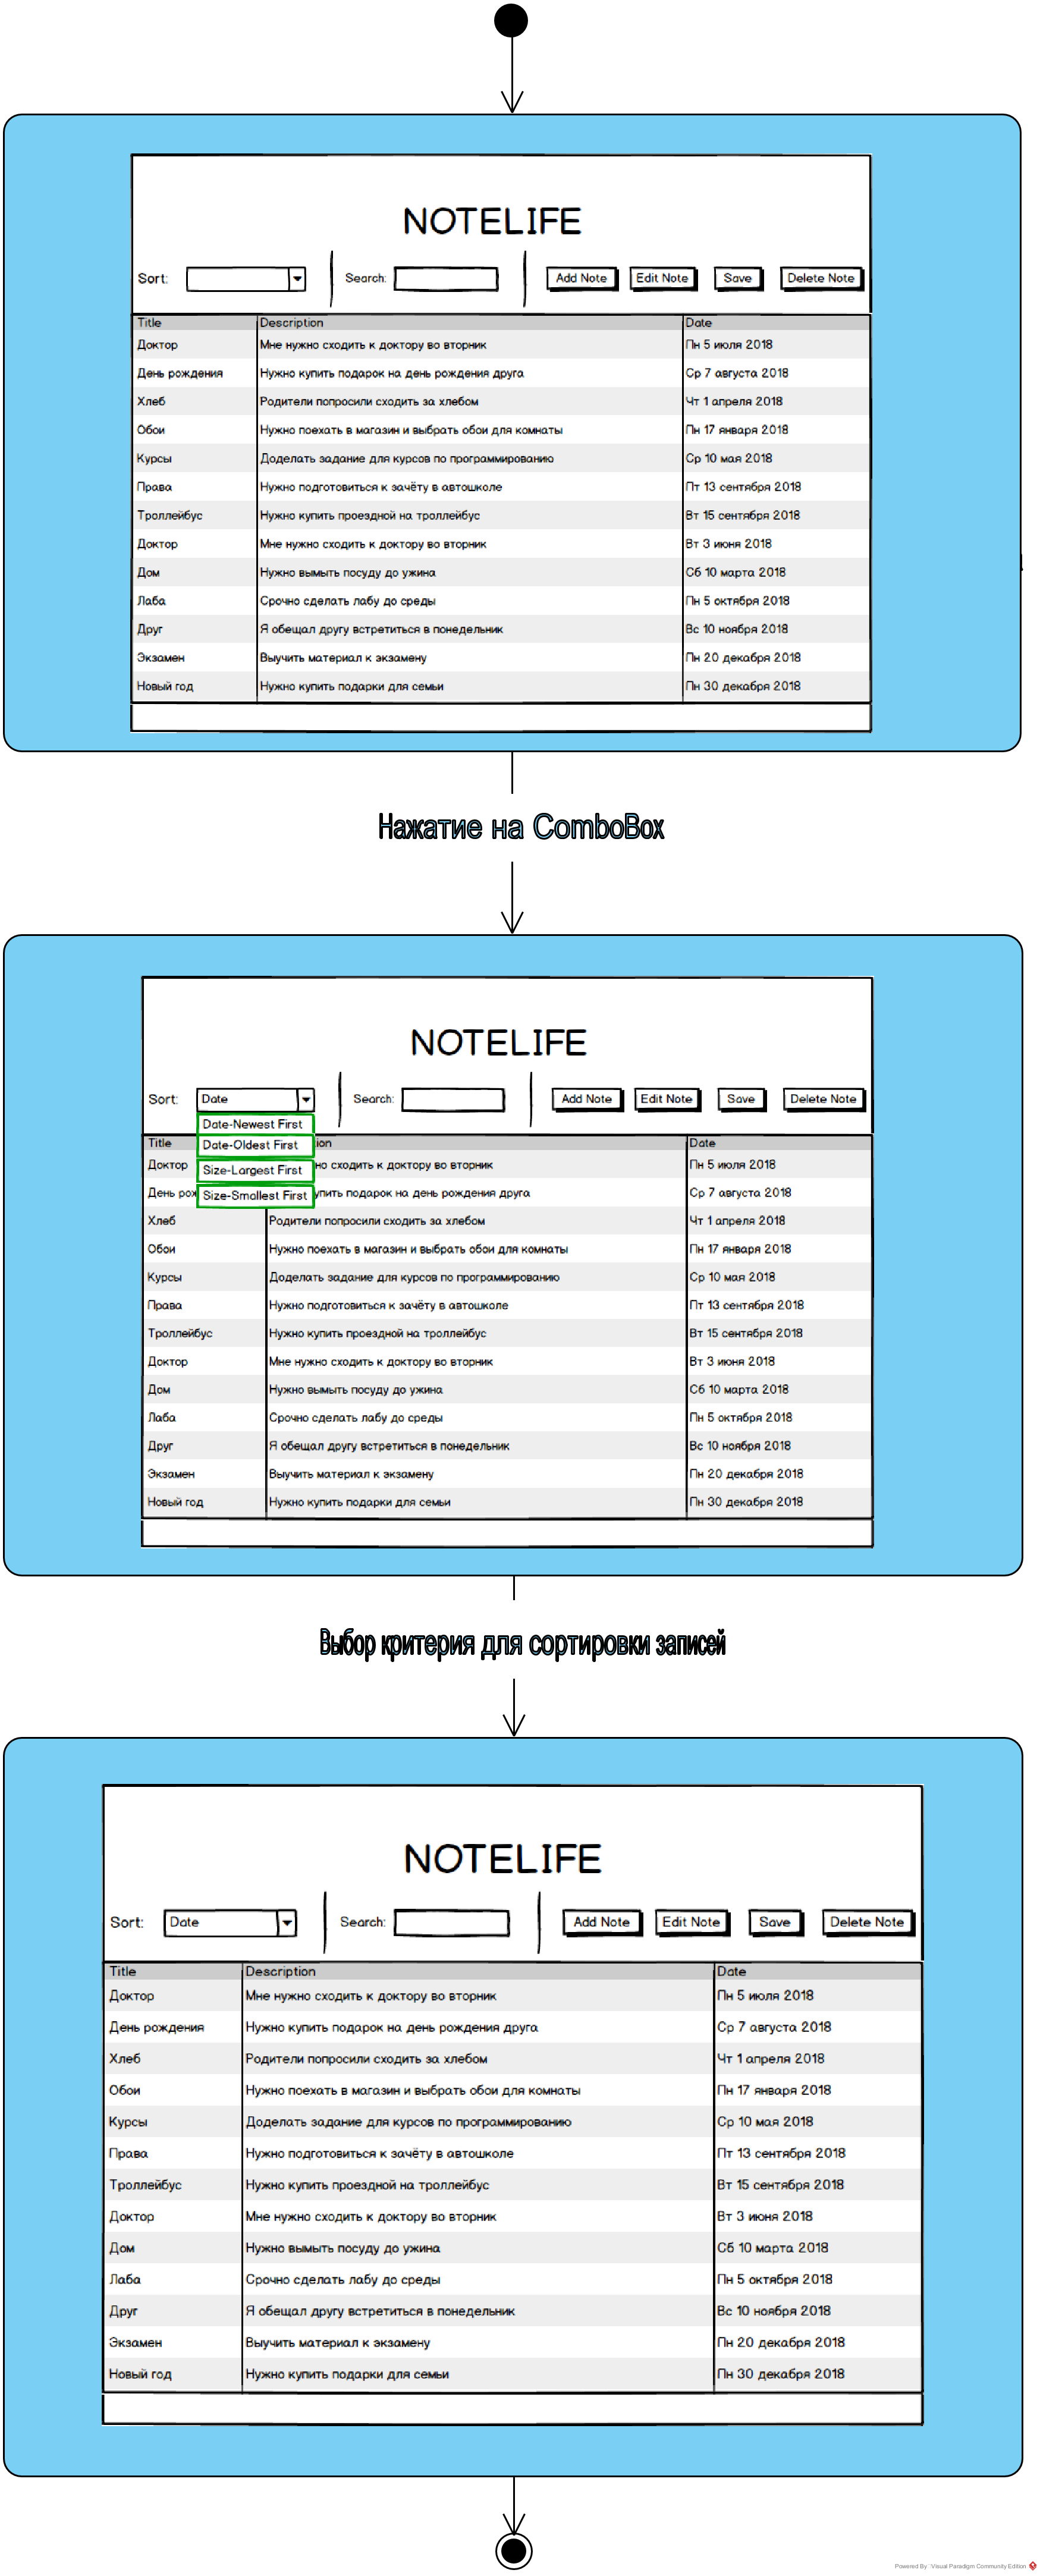 NOTELIFE
Sort: Search: Add Note Edit Note Save Delete Note
Title Description Date
Доктор Мне нужно сходить к доктору во вторник Пн 5 июля 2018
День рождения Нужно купить подарок на день рождения друга Ср 7 августа 2018
Хлеб Родители попросили сходить за хлебом Чт 1 апреля 2018
Обои Нужно поехать в магазин и выбрать обои для комнаты Пн 17 января 2018
Курсы Доделать задание для курсов по программированию Ср 10 мая 2018
Права Нужно подготовиться к зачёту в автошколе Пт 13 сентября 2018
Троллейбус Нужно купить проездной на троллейбус Вт 15 сентября 2018
Доктор Мне нужно сходить к доктору во вторник Вт 3 июня 2018
Дом Нужно вымыть посуду до ужина Сб 10 марта 2018
Лаба Срочно сделать лабу до среды Пн 5 октября 2018
Друг Я обещал другу встретиться в понедельник Вс 10 ноября 2018
Экзамен Выучить материал к экзамену Пн 20 декабря 2018
Новый год Нужно купить подарки для семьи Пн 30 декабря 2018
Нажатие на ComboBox
NOTELIFE
Sort: Date Search: Add Note Edit Note Save Delete Note
Date-Newest First
Title Date-Oldest First ion Date
Доктор Size-Largest First но сходить к доктору во вторник Пн 5 июля 2018
День рож Size-Smallest First упить подарок на день рождения друга Ср 7 августа 2018
Хлеб Родители попросили сходить за хлебом Чт 1 апреля 2018
Обои Нужно поехать в магазин и выбрать обои для комнаты Пн 17 января 2018
Курсы Доделать задание для курсов по программированию Ср 10 мая 2018
Права Нужно подготовиться к зачёту в автошколе Пт 13 сентября 2018
Троллейбус Нужно купить проездной на троллейбус Вт 15 сентября 2018
Доктор Мне нужно сходить к доктору во вторник Вт 3 июня 2018
Дом Нужно вымыть посуду до ужина Сб 10 марта 2018
Лаба Срочно сделать лабу до среды Пн 5 октября 2018
Друг Я обещал другу встретиться в понедельник Вс 10 ноября 2018
Экзамен Выучить материал к экзамену Пн 20 декабря 2018
Новый год Нужно купить подарки для семьи Пн 30 декабря 2018
Выбор критерия для сортировки записей
NOTELIFE
Sort: Date Search: Add Note Edit Note Save Delete Note
Title Description Date
Доктор Мне нужно сходить к доктору во вторник Пн 5 июля 2018
День рождения Нужно купить подарок на день рождения друга Ср 7 августа 2018
Хлеб Родители попросили сходить за хлебом Чт 1 апреля 2018
Обои Нужно поехать в магазин и выбрать обои для комнаты Пн 17 января 2018
Курсы Доделать задание для курсов по программированию Ср 10 мая 2018
Права Нужно подготовиться к зачёту в автошколе Пт 13 сентября 2018
Троллейбус Нужно купить проездной на троллейбус Вт 15 сентября 2018
Доктор Мне нужно сходить к доктору во вторник Вт 3 июня 2018
Дом Нужно вымыть посуду до ужина Сб 10 марта 2018
Лаба Срочно сделать лабу до среды Пн 5 октября 2018
Друг Я обещал другу встретиться в понедельник Вс 10 ноября 2018
Экзамен Выучить материал к экзамену Пн 20 декабря 2018
Новый год Нужно купить подарки для семьи Пн 30 декабря 2018
Powered By Visual Paradigm Community Edition